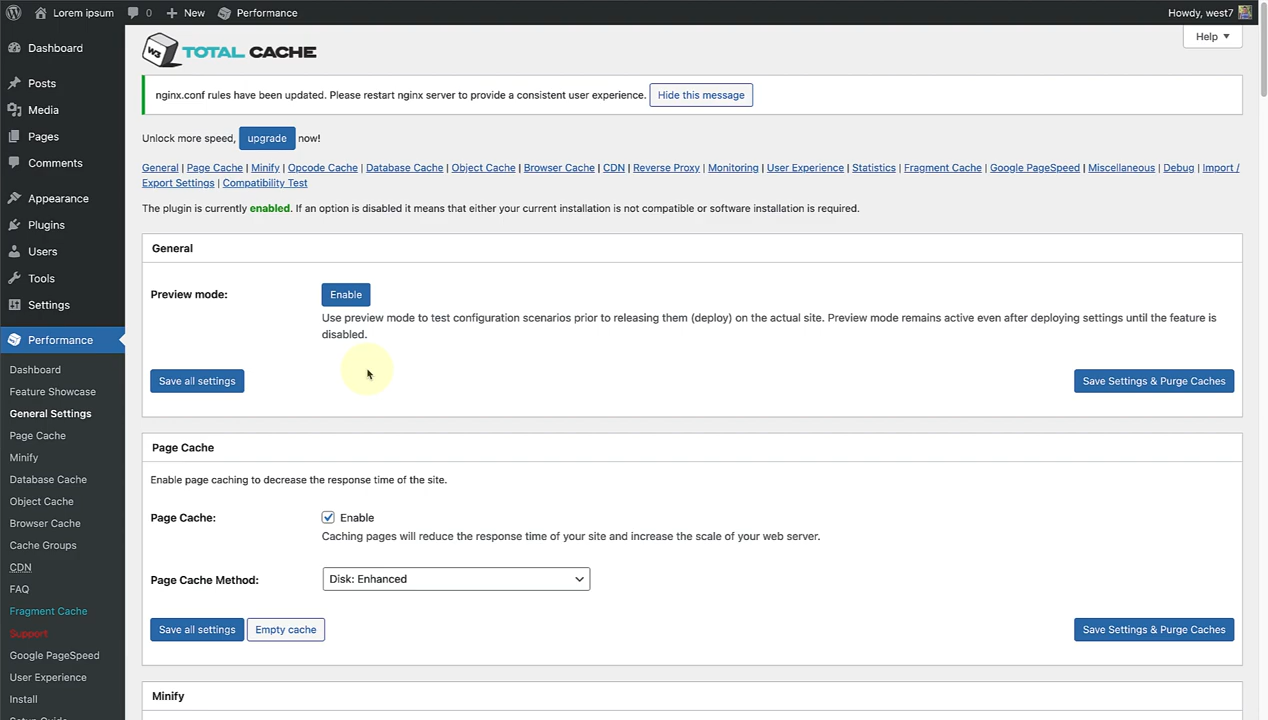 Lorem ipsum 0 New Performance Howdy, west7
Dashboard
Posts
Media
Pages
Comments
Appearance
Plugins
Users
Tools
Settings
Performance
Dashboard
Feature Showcase
General Settings
Page Cache
Minify
Database Cache
Object Cache
Browser Cache
Cache Groups
CDN
FAQ
Fragment Cache
Support
Google PageSpeed
User Experience
Install
Setup Guide
Help
W3 TOTAL CACHE
nginx.conf rules have been updated. Please restart nginx server to provide a consistent user experience. Hide this message
Unlock more speed, upgrade now!
General | Page Cache | Minify | Opcode Cache | Database Cache | Object Cache | Browser Cache | CDN | Reverse Proxy | Monitoring | User Experience | Statistics | Fragment Cache | Google PageSpeed | Miscellaneous | Debug | Import /
Export Settings | Compatibility Test
The plugin is currently enabled. If an option is disabled it means that either your current installation is not compatible or software installation is required.
General
Preview mode: Enable
Use preview mode to test configuration scenarios prior to releasing them (deploy) on the actual site. Preview mode remains active even after deploying settings until the feature is
disabled.
Save all settings Save Settings & Purge Caches
Page Cache
Enable page caching to decrease the response time of the site.
Page Cache: Enable
Caching pages will reduce the response time of your site and increase the scale of your web server.
Page Cache Method: Disk: Enhanced
Save all settings Empty cache Save Settings & Purge Caches
Minify